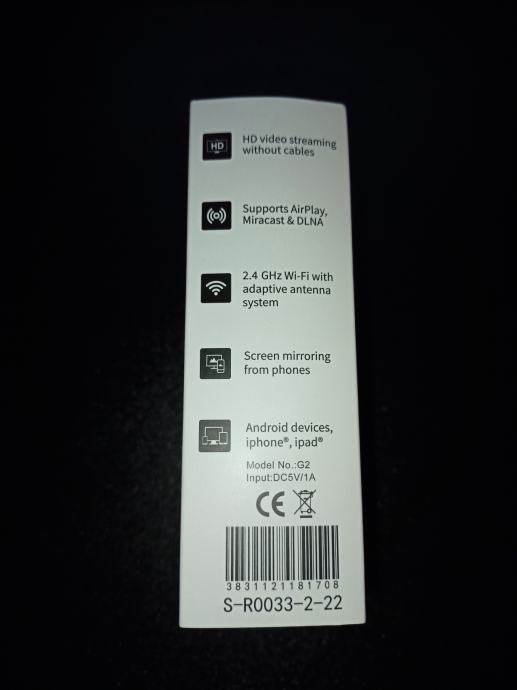 HD
HD video streaming
without cables
Supports AirPlay,
Miracast & DLNA
2.4 GHz Wi-Fi with
adaptive antenna
system
Screen mirroring
from phones
Android devices,
iphone®, ipad®
Model No.:G2
Input:DC5V/1A
CE
3831121181708
S-R0033-2-22